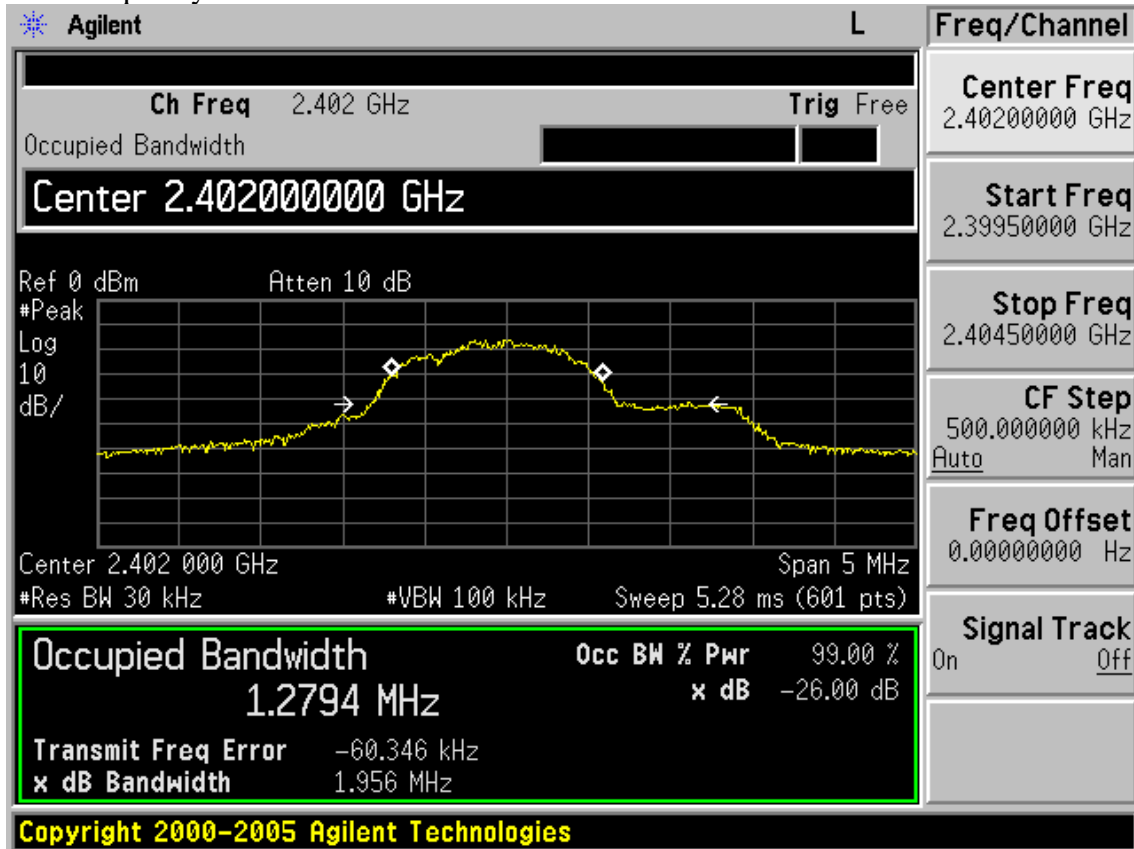 Agilent L Freq/Channel
Ch Freq 2.402 GHz Trig Free
Occupied Bandwidth
Center 2.402000000 GHz
Ref 0 dBm Atten 10 dB
#Peak
Log
10
dB/
Center 2.402 000 GHz Span 5 MHz
#Res BW 30 kHz #VBW 100 kHz Sweep 5.28 ms (601 pts)
Occupied Bandwidth Occ BW % Pwr 99.00 %
1.2794 MHz x dB -26.00 dB
Transmit Freq Error -60.346 kHz
x dB Bandwidth 1.956 MHz
Center Freq
2.40200000 GHz
Start Freq
2.39950000 GHz
Stop Freq
2.40450000 GHz
CF Step
500.000000 kHz
Auto Man
Freq Offset
0.00000000 Hz
Signal Track
On Off
Copyright 2000-2005 Agilent Technologies